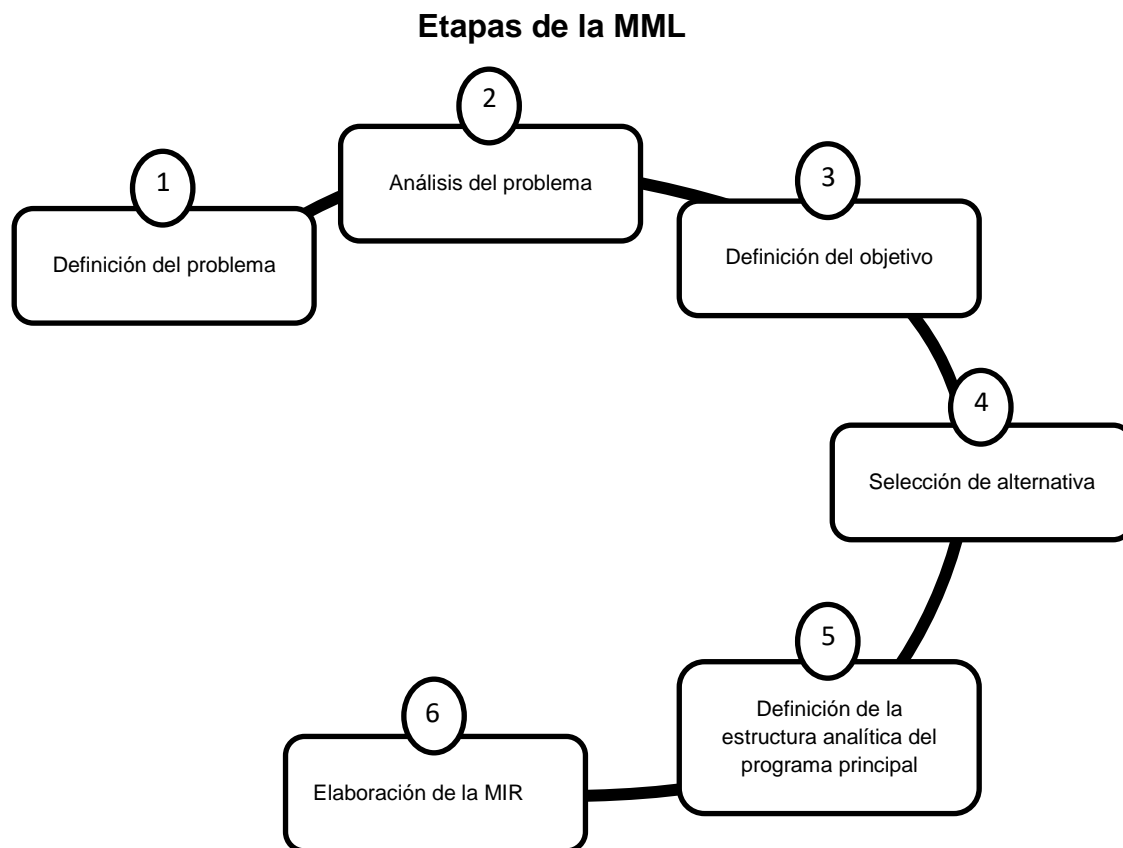 Etapas de la MML
1
Definición del problema
2
Análisis del problema
3
Definición del objetivo
4
Selección de alternativa
5
Definición de la
estructura analítica del
programa principal
6
Elaboración de la MIR